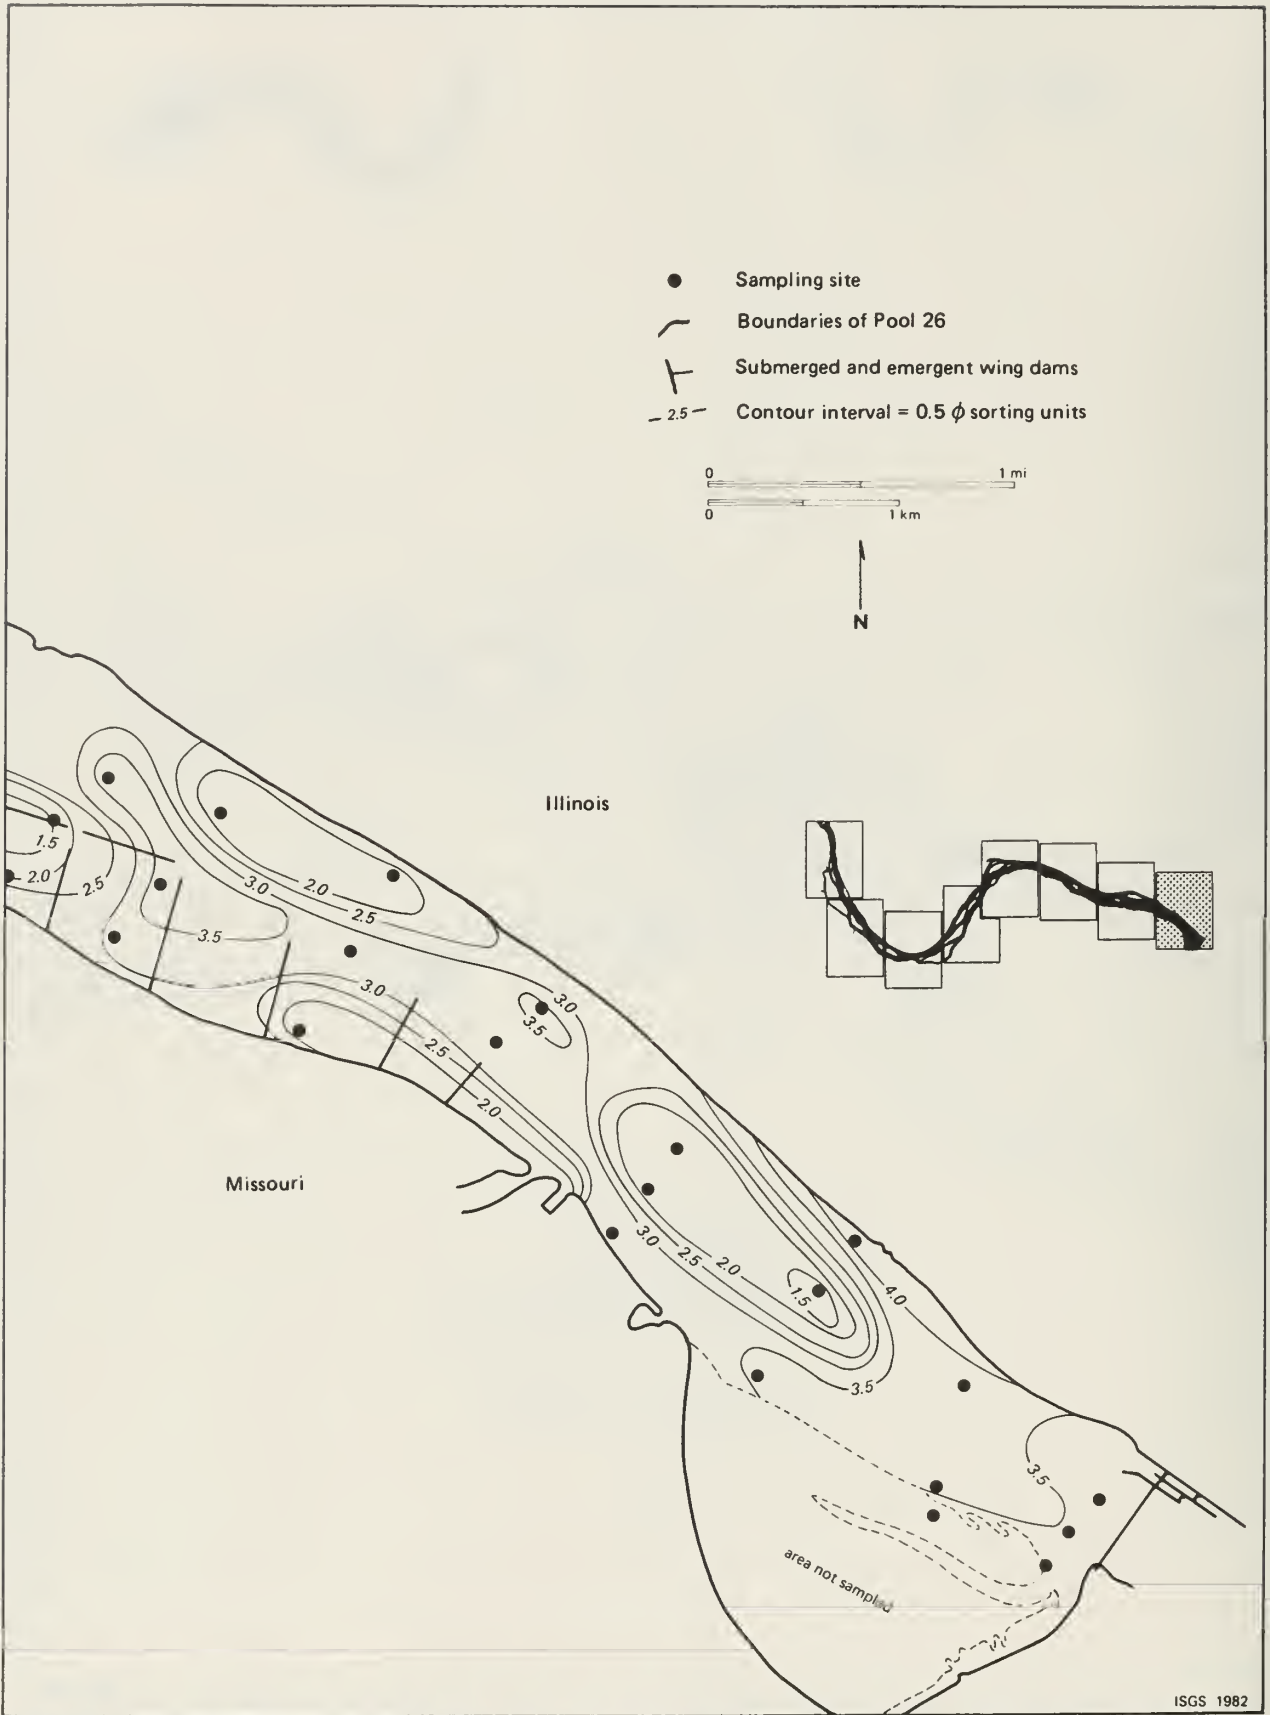 Sampling site
Boundaries of Pool 26
Submerged and emergent wing dams
2.5 Contour interval = 0.5 ϕ sorting units
0 1 mi
0 1 km
N
Illinois
1.5
2.0
2.5
3.0
2.0
2.5
3.5
3.0
3.0
3.5
2.5
2.0
Missouri
3.0
2.5
2.0
1.5
4.0
3.5
3.5
area not sampled
ISGS 1982